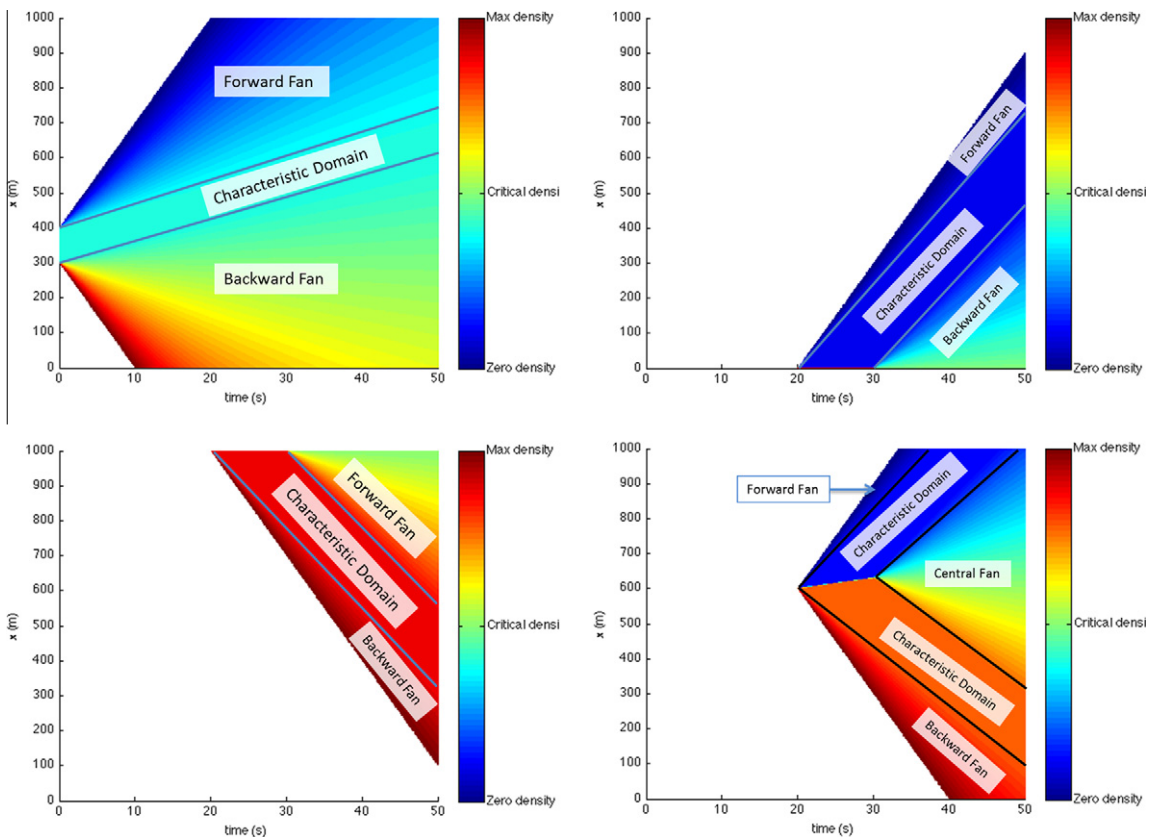 1000
900
800
700
600
500
400
300
200
100
0
x (m)
0 10 20 30 40 50
time (s)
Forward Fan
Characteristic Domain
Backward Fan
Max density
Critical densi
Zero density
1000
900
800
700
600
500
400
300
200
100
0
x (m)
0 10 20 30 40 50
time (s)
Forward Fan
Characteristic Domain
Backward Fan
Max density
Critical densi
Zero density
1000
900
800
700
600
500
400
300
200
100
0
x (m)
0 10 20 30 40 50
time (s)
Forward Fan
Characteristic Domain
Backward Fan
Max density
Critical densi
Zero density
1000
900
800
700
600
500
400
300
200
100
0
x (m)
0 10 20 30 40 50
time (s)
Forward Fan
Characteristic Domain
Central Fan
Characteristic Domain
Backward Fan
Max density
Critical densi
Zero density